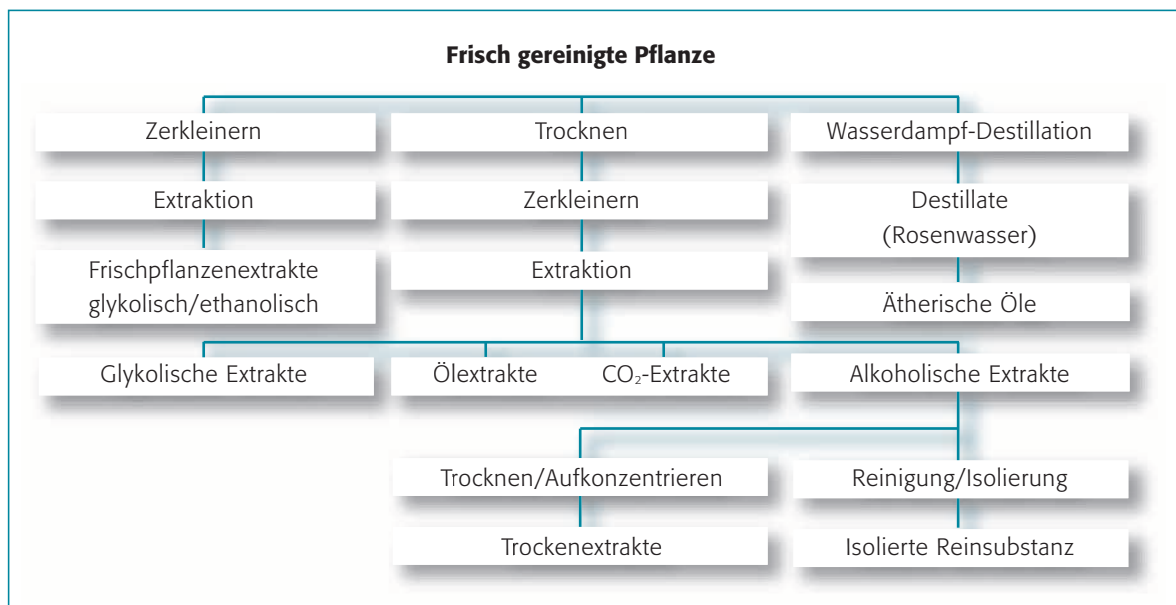 Frisch gereinigte Pflanze
Zerkleinern
Trocknen
Wasserdampf-Destillation
Extraktion
Zerkleinern
Destillate
(Rosenwasser)
Frischpflanzenextrakte
glykolisch/ethanolisch
Extraktion
Ätherische Öle
Glykolische Extrakte
Ölextrakte
CO₂-Extrakte
Alkoholische Extrakte
Trocknen/Aufkonzentrieren
Reinigung/Isolierung
Trockenextrakte
Isolierte Reinsubstanz